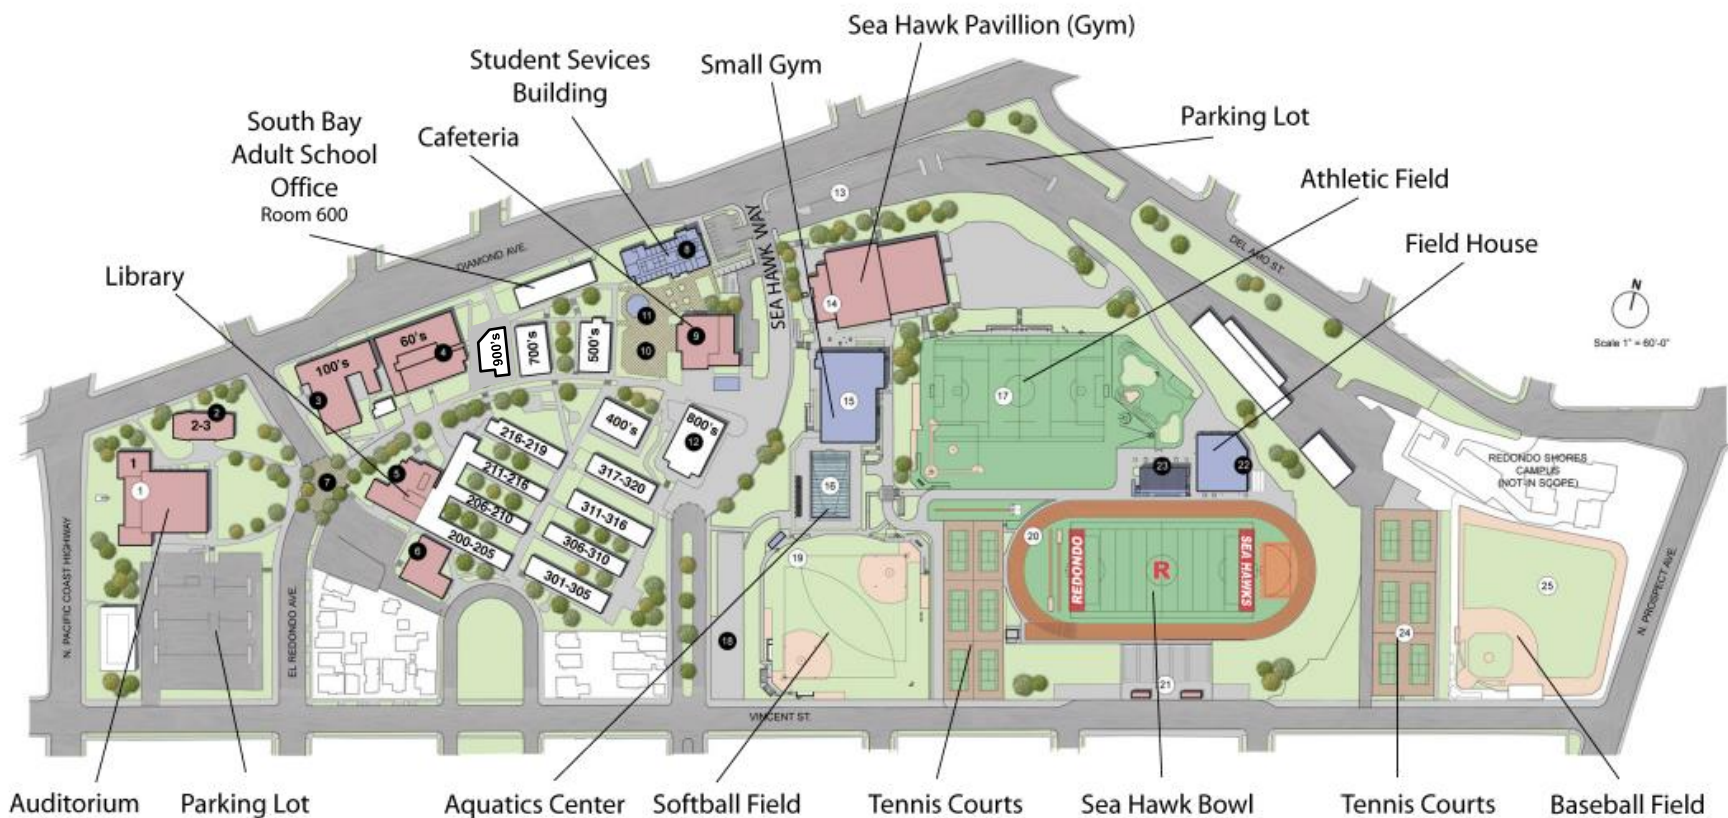 Sea Hawk Pavillion (Gym)
Student Sevices
Building
Small Gym
Parking Lot
South Bay
Adult School
Office
Room 600
Cafeteria
Athletic Field
Library
Field House
DIAMOND AVE.
SEA HAWK WAY
DEL AMO ST.
N
Scale 1" = 60'-0"
13
8
14
11
10
9
60's
4
100's
3
900's
700's
500's
2
2-3
1
1
5
7
6
216-219
211-216
206-210
200-205
400's
800's
12
317-320
311-316
306-310
301-305
15
16
17
23
22
REDONDO SHORES
CAMPUS
(NOT IN SCOPE)
18
19
20
REDONDO
R
SEA HAWKS
21
24
25
N. PACIFIC COAST HIGHWAY
EL REDONDO AVE.
VINCENT ST.
N. PROSPECT AVE.
Auditorium
Parking Lot
Aquatics Center
Softball Field
Tennis Courts
Sea Hawk Bowl
Tennis Courts
Baseball Field